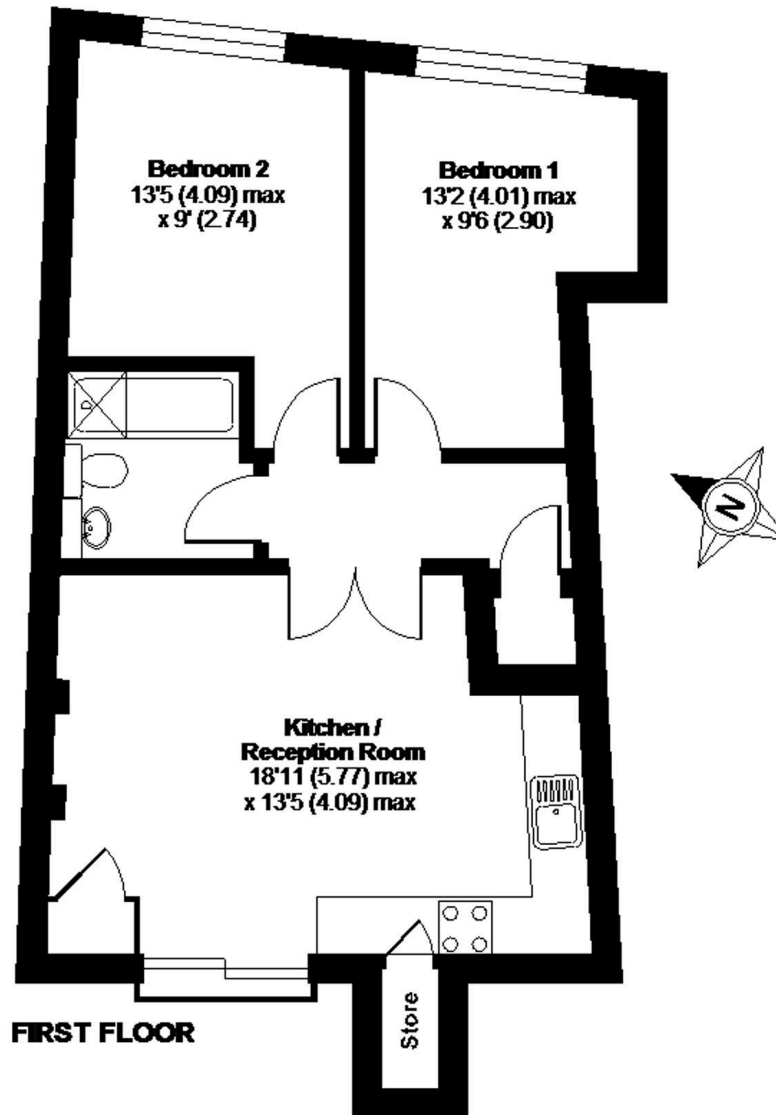 Bedroom 2
13'5 (4.09) max
x 9' (2.74)
Bedroom 1
13'2 (4.01) max
x 9'6 (2.90)
N
Kitchen /
Reception Room
18'11 (5.77) max
x 13'5 (4.09) max
Store
FIRST FLOOR